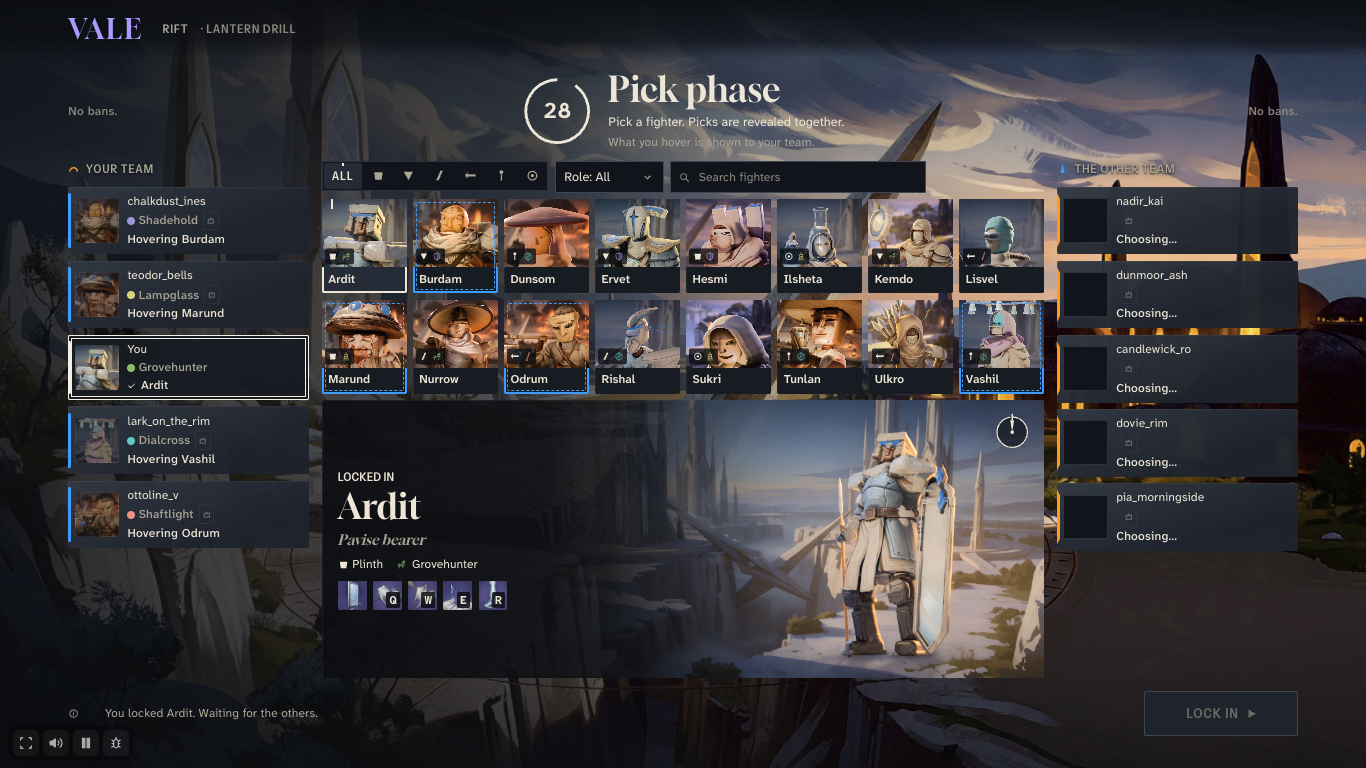 VALE
RIFT · LANTERN DRILL
No bans.
28
Pick phase
Pick a fighter. Picks are revealed together.
What you hover is shown to your team.
No bans.
YOUR TEAM
chalkdust_ines
Shadehold
Hovering Burdam
teodor_bells
Lampglass
Hovering Marund
You
Grovehunter
Ardit
lark_on_the_rim
Dialcross
Hovering Vashil
ottoline_v
Shaftlight
Hovering Odrum
ALL
Role: All
Search fighters
Ardit
Burdam
Dunsom
Ervet
Hesmi
Ilsheta
Kemdo
Lisvel
Marund
Nurrow
Odrum
Rishal
Sukri
Tunlan
Ulkro
Vashil
LOCKED IN
Ardit
Pavise bearer
Plinth Grovehunter
Q W E R
THE OTHER TEAM
nadir_kai
Choosing...
dunmoor_ash
Choosing...
candlewick_ro
Choosing...
dovie_rim
Choosing...
pia_morningside
Choosing...
You locked Ardit. Waiting for the others.
LOCK IN